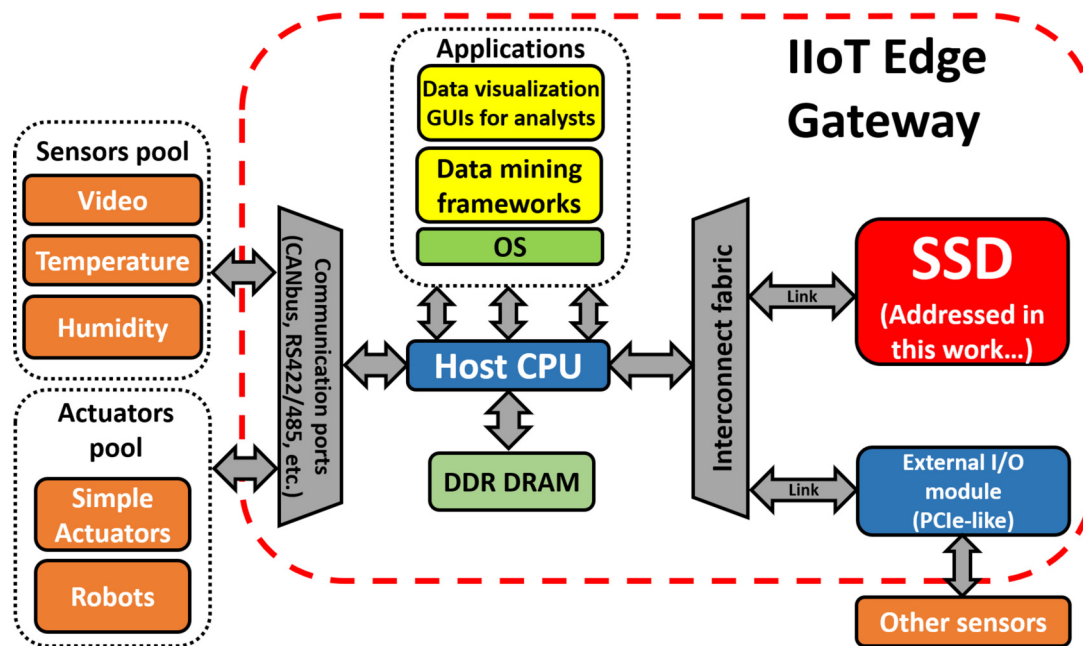 IIoT Edge
Gateway
Applications
Data visualization
GUIs for analysts
Data mining
frameworks
OS
Sensors pool
Video
Temperature
Humidity
Actuators
pool
Simple
Actuators
Robots
Communication ports
(CANbus, RS422/485, etc.)
Host CPU
DDR DRAM
Interconnect fabric
Link
SSD
(Addressed in
this work...)
Link
External I/O
module
(PCIe-like)
Other sensors